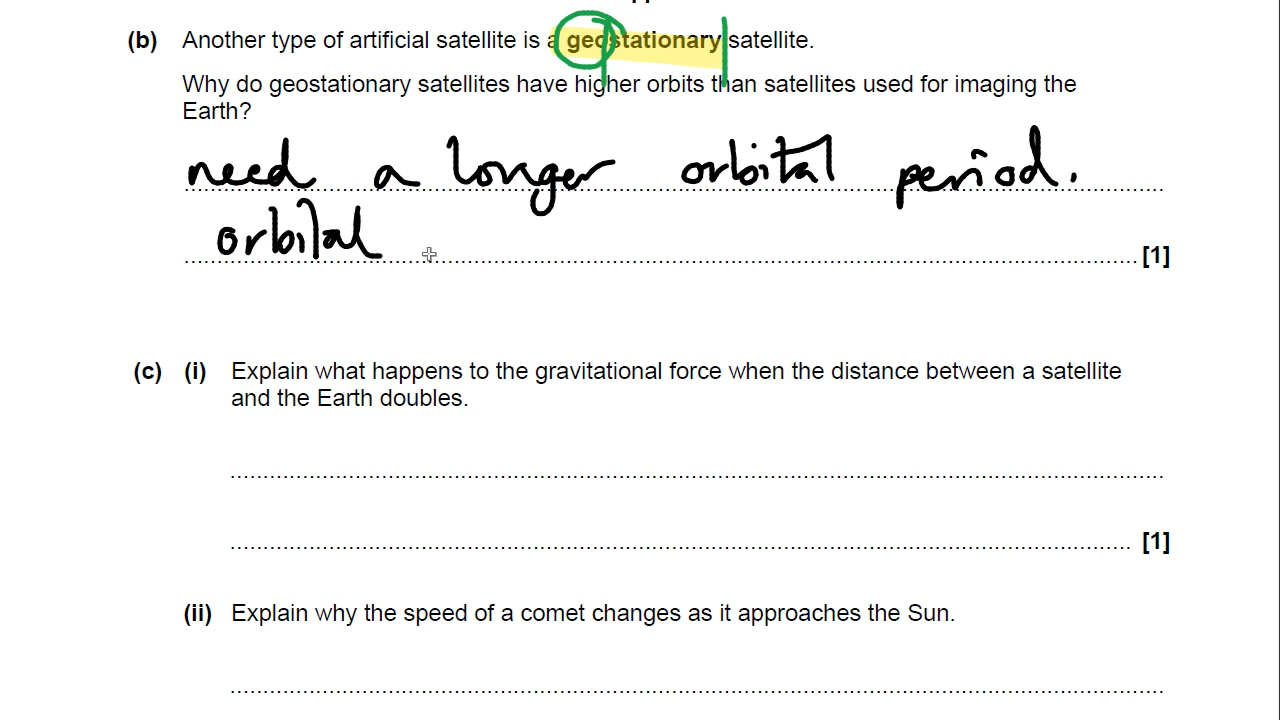 (b) Another type of artificial satellite is a geostationary satellite.
Why do geostationary satellites have higher orbits than satellites used for imaging the
Earth?
need a longer orbital period.
orbital
[1]
(c) (i) Explain what happens to the gravitational force when the distance between a satellite
and the Earth doubles.
[1]
(ii) Explain why the speed of a comet changes as it approaches the Sun.